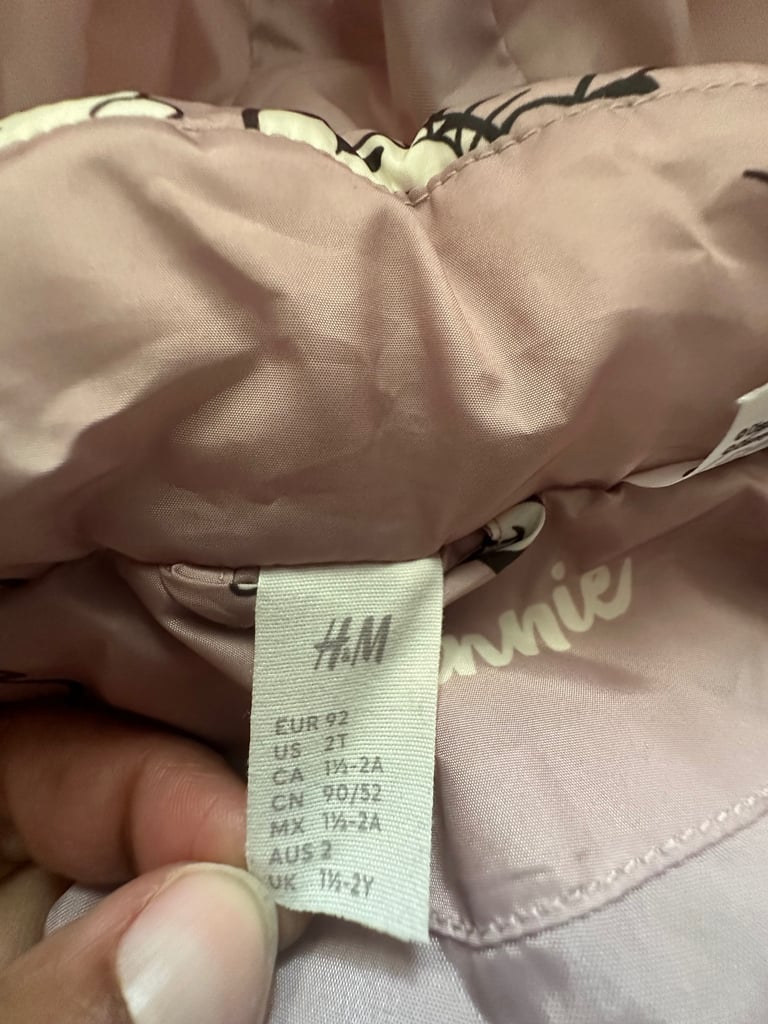 H&M
nnie
EUR 92
US 2T
CA 1½-2A
CN 90/52
MX 1½-2A
AUS 2
UK 1½-2Y